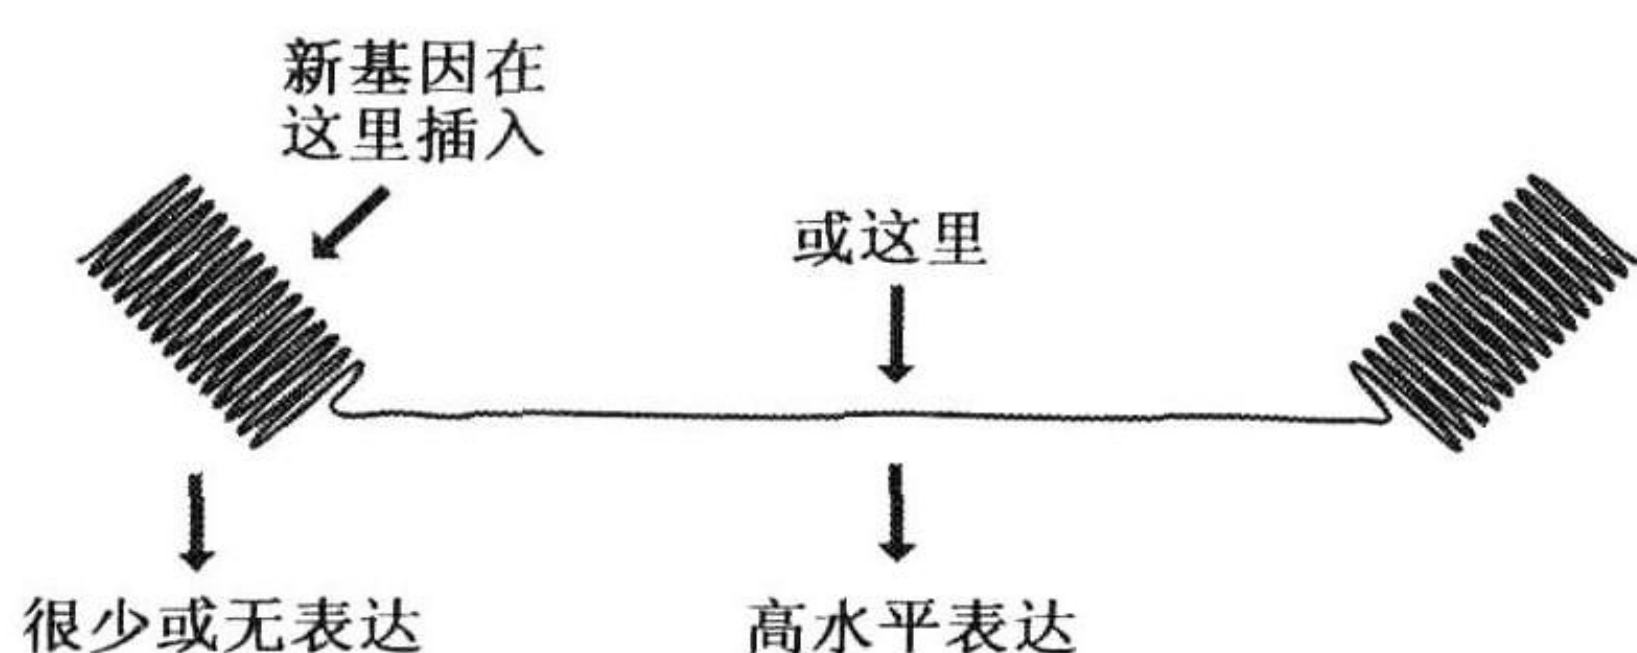 新基因在
这里插入
或这里
很少或无表达
高水平表达